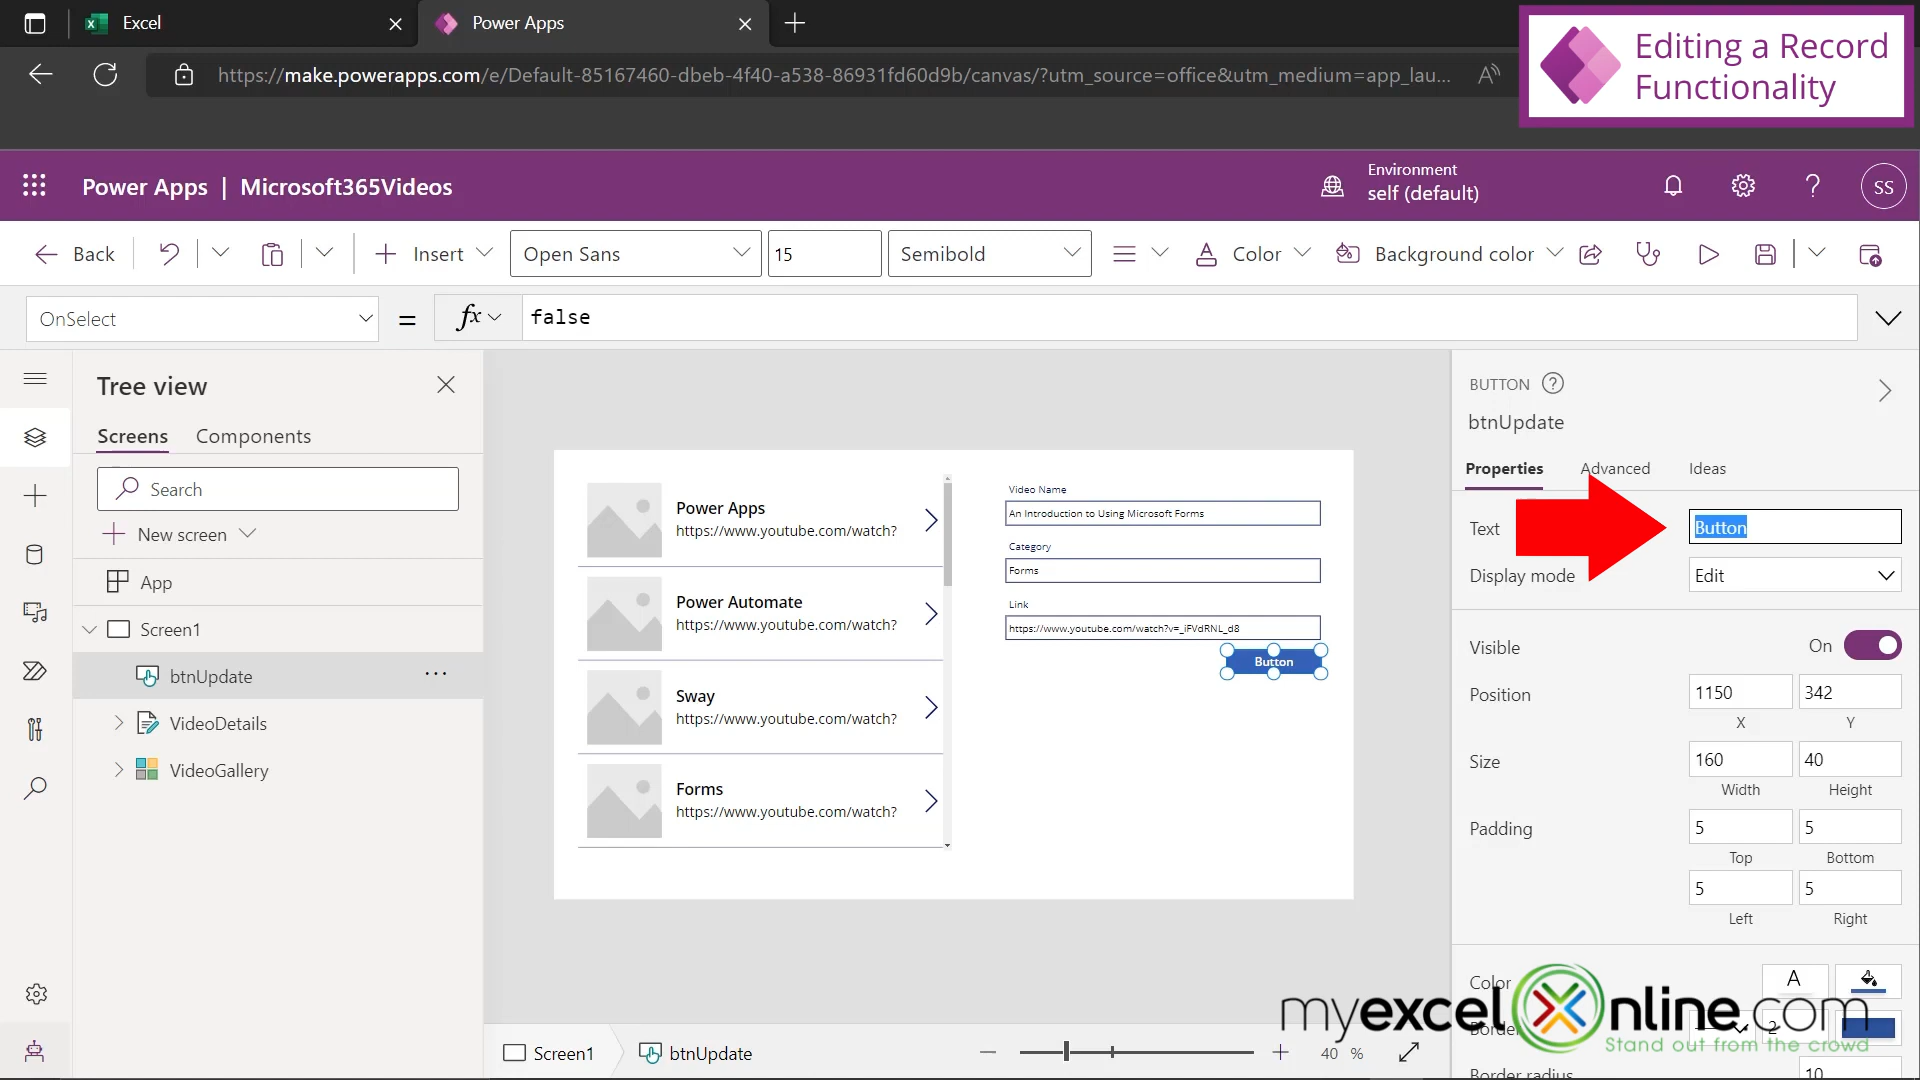 Excel
Power Apps
https://make.powerapps.com/e/Default-85167460-dbeb-4f40-a538-86931fd60d9b/canvas/?utm_source=office&utm_medium=app_lau...
Editing a Record
Functionality
Power Apps | Microsoft365Videos
Environment
self (default)
SS
Back
Insert
Open Sans
15
Semibold
Color
Background color
OnSelect
=
fx
false
Tree view
Screens
Components
Search
New screen
App
Screen1
btnUpdate
VideoDetails
VideoGallery
Power Apps
https://www.youtube.com/watch?
Power Automate
https://www.youtube.com/watch?
Sway
https://www.youtube.com/watch?
Forms
https://www.youtube.com/watch?
Video Name
An Introduction to Using Microsoft Forms
Category
Forms
Link
https://www.youtube.com/watch?v=_iFVdRNL_d8
Button
BUTTON
btnUpdate
Properties
Advanced
Ideas
Text
Button
Display mode
Edit
Visible
On
Position
1150
342
X
Y
Size
160
40
Width
Height
Padding
5
5
Top
Bottom
5
5
Left
Right
Color
A
Border
2
Border radius
10
myexcelonline.com
Stand out from the crowd
Screen1
btnUpdate
40 %